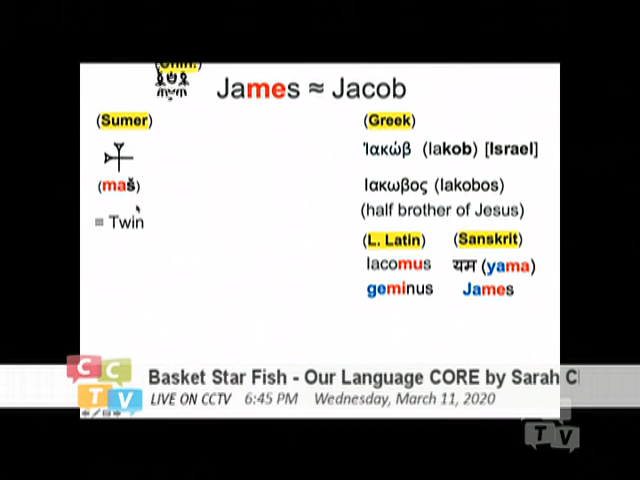 (Chin.)
James ≈ Jacob
(Sumer)
(maš)
≡ Twin
(Greek)
Ἰακώβ (Iakob) [Israel]
Ιακωβος (Iakobos)
(half brother of Jesus)
(L. Latin) (Sanskrit)
Iacomus यम (yama)
geminus James
CCTV
Basket Star Fish - Our Language CORE by Sarah C
LIVE ON CCTV 6:45 PM Wednesday, March 11, 2020
TV